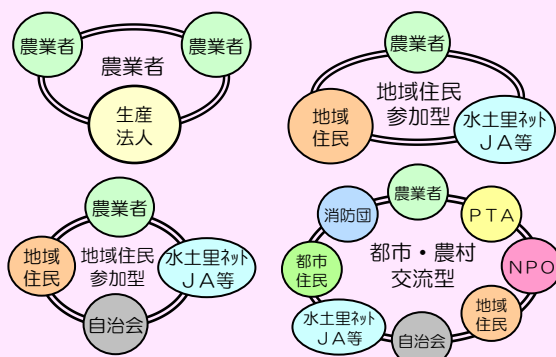 農業者
農業者
農業者
生産
法人
農業者
地域住民
参加型
地域
住民
水土里ネット
JA等
農業者
地域
住民
地域住民
参加型
水土里ネット
JA等
自治会
農業者
消防団
PTA
都市
住民
都市・農村
交流型
NPO
地域
住民
水土里ネット
JA等
自治会